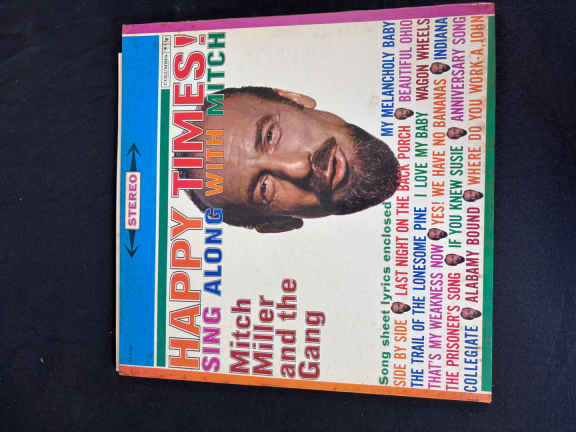 STEREO
COLUMBIA
HAPPY TIMES!
SING ALONG WITH MITCH
Mitch
Miller
and the
Gang
Song sheet lyrics enclosed
SIDE BY SIDE LAST NIGHT ON THE BACK PORCH MY MELANCHOLY BABY
THE TRAIL OF THE LONESOME PINE I LOVE MY BABY BEAUTIFUL OHIO
THAT'S MY WEAKNESS NOW YES! WE HAVE NO BANANAS WAGON WHEELS
THE PRISONER'S SONG IF YOU KNEW SUSIE INDIANA
COLLEGIATE ALABAMY BOUND ANNIVERSARY SONG
WHERE DO YOU WORK-A JOHN